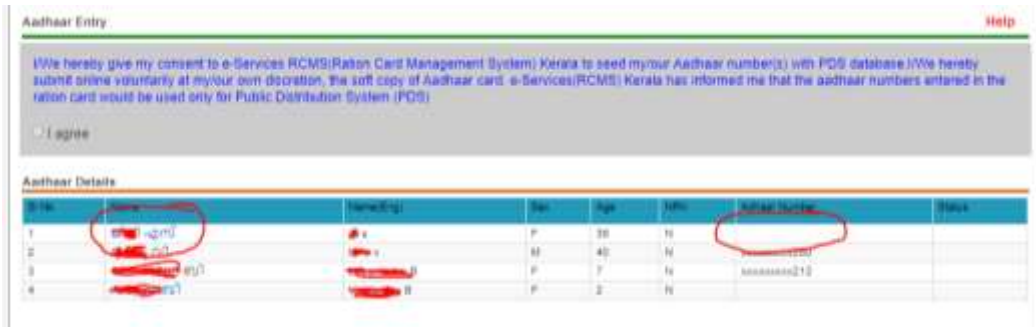 Aadhaar Entry Help
I/We hereby give my consent to e-Services RCMS(Ration Card Management System) Kerala to seed my/our Aadhaar number(s) with PDS database.I/We hereby
submit online voluntarily at my/our own discretion, the soft copy of Aadhaar card. e-Services(RCMS) Kerala has informed me that the aadhaar numbers entered in the
ration card would be used only for Public Distribution System (PDS)
I agree
Aadhaar Details
Sl No Name Name(Eng) Sex Age NRK Status
1 F 38 N
2 M 40 N
3 B F 7 N xxxxxxxxx213
4 B F 2 N